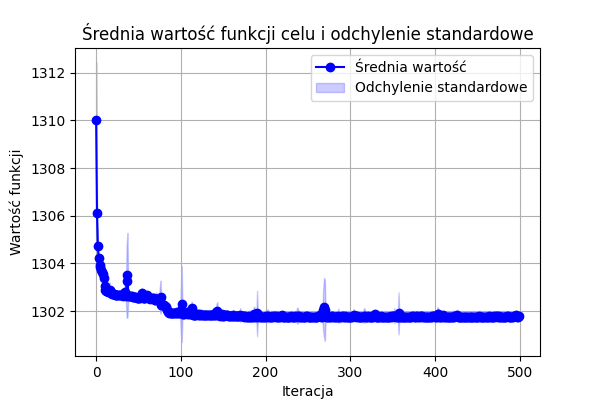 Średnia wartość funkcji celu i odchylenie standardowe
Średnia wartość
Odchylenie standardowe
Wartość funkcji
1312
1310
1308
1306
1304
1302
0 100 200 300 400 500
Iteracja